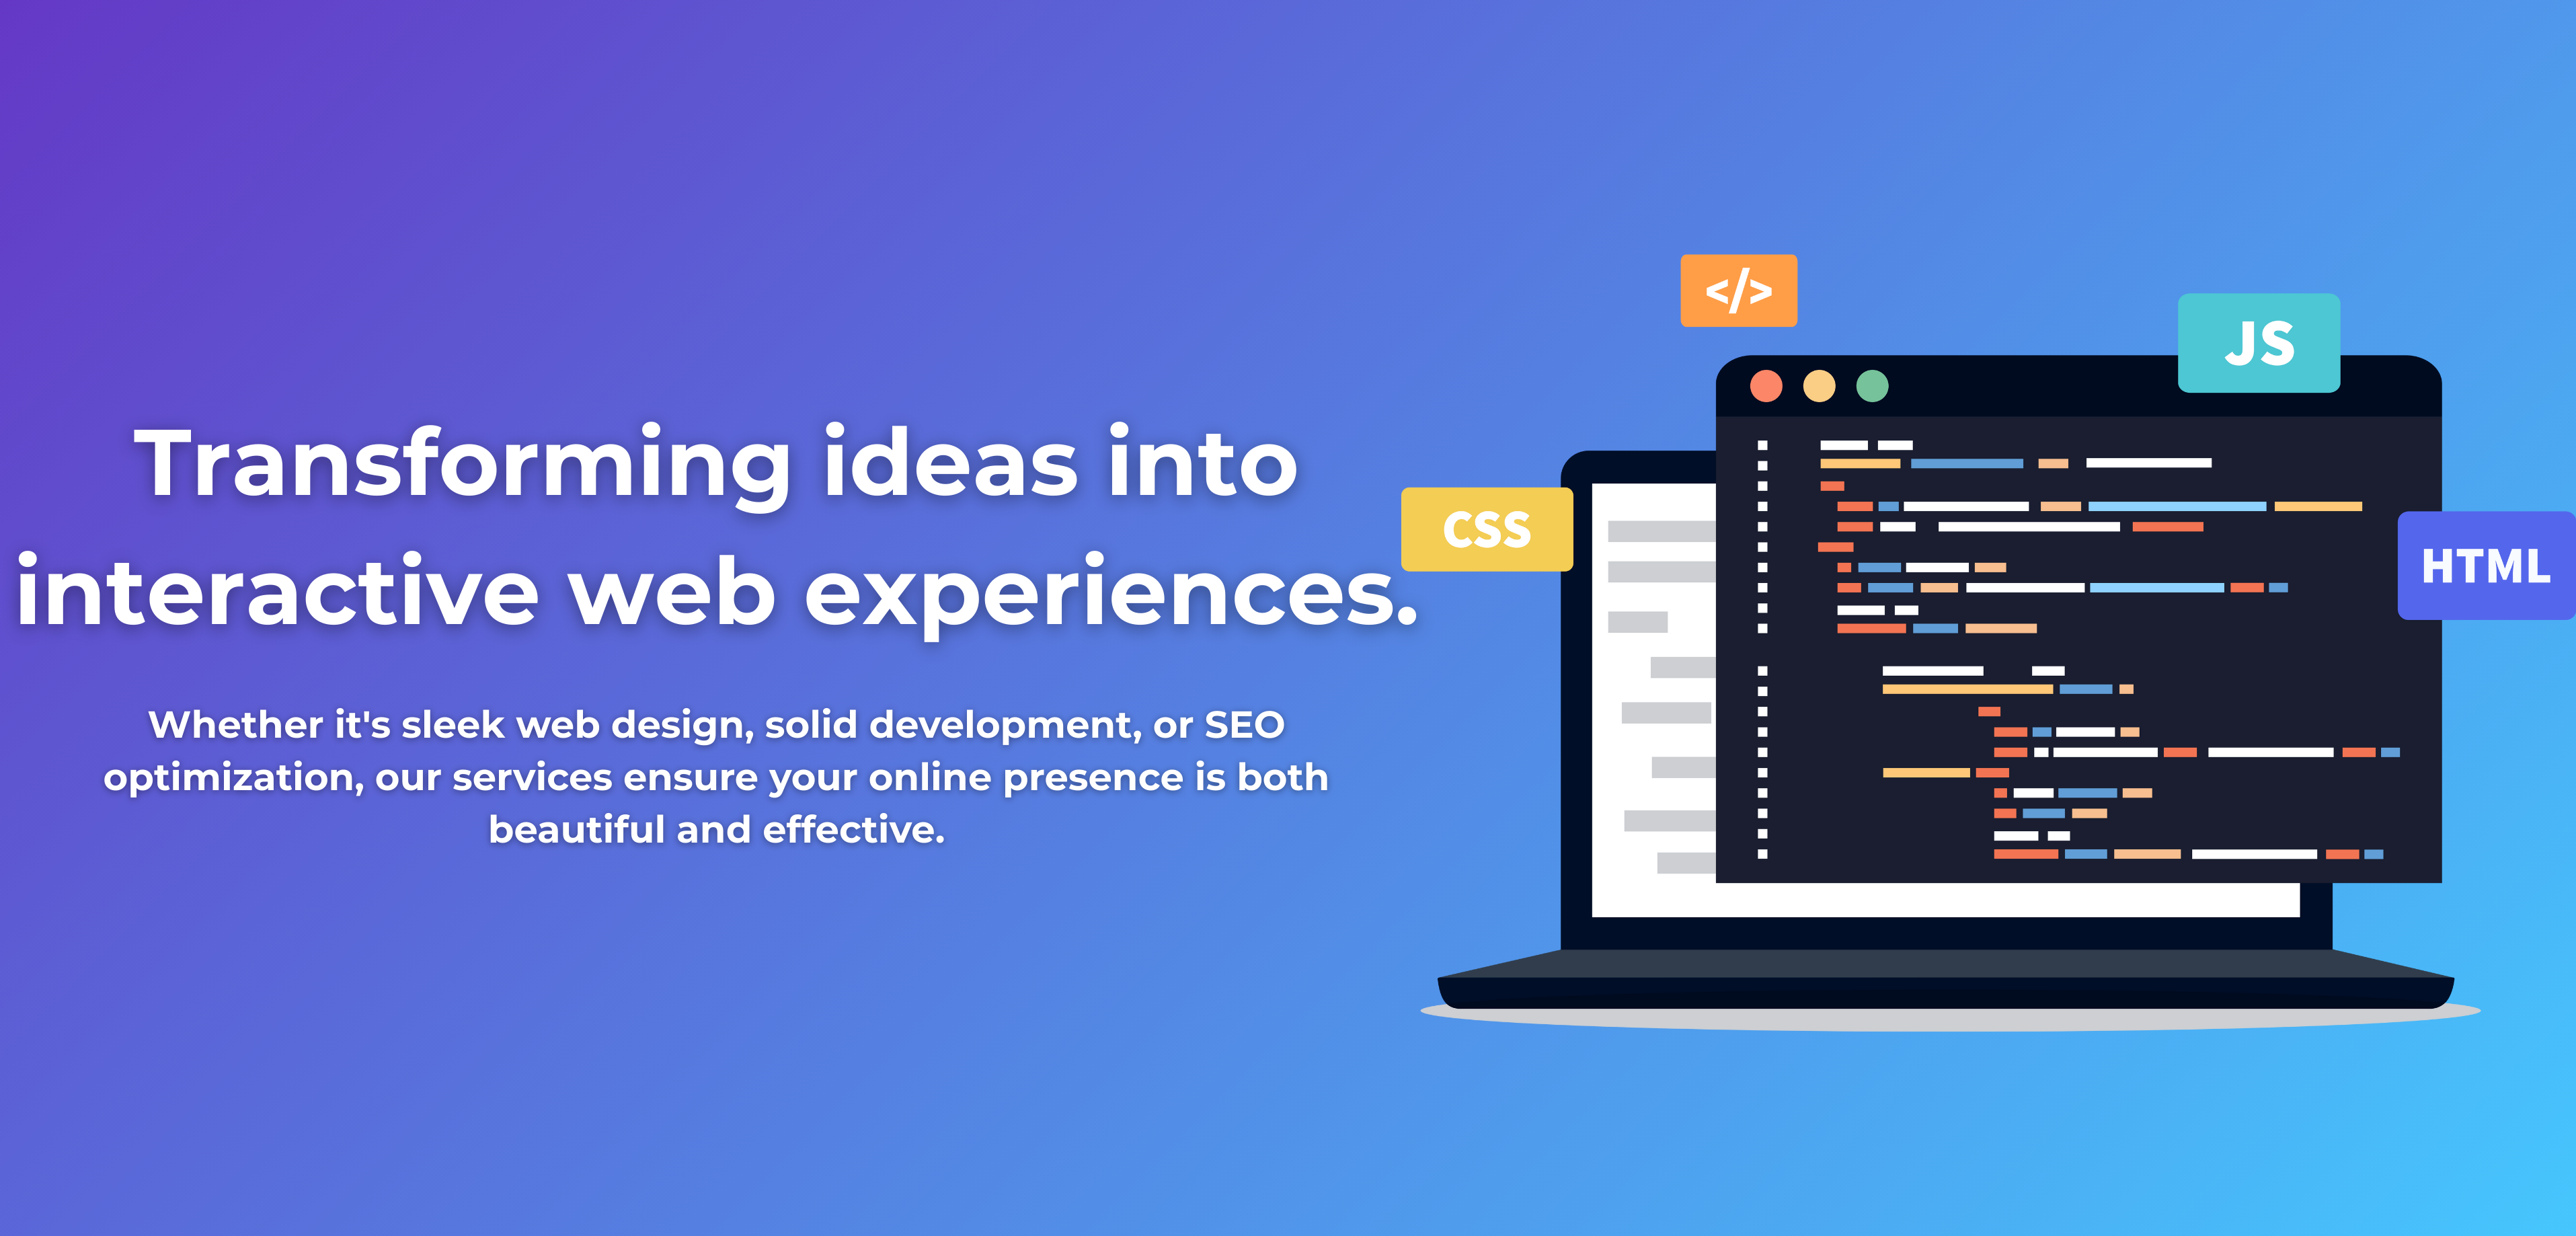 Transforming ideas into
interactive web experiences.
Whether it's sleek web design, solid development, or SEO
optimization, our services ensure your online presence is both
beautiful and effective.
</>
JS
CSS
HTML